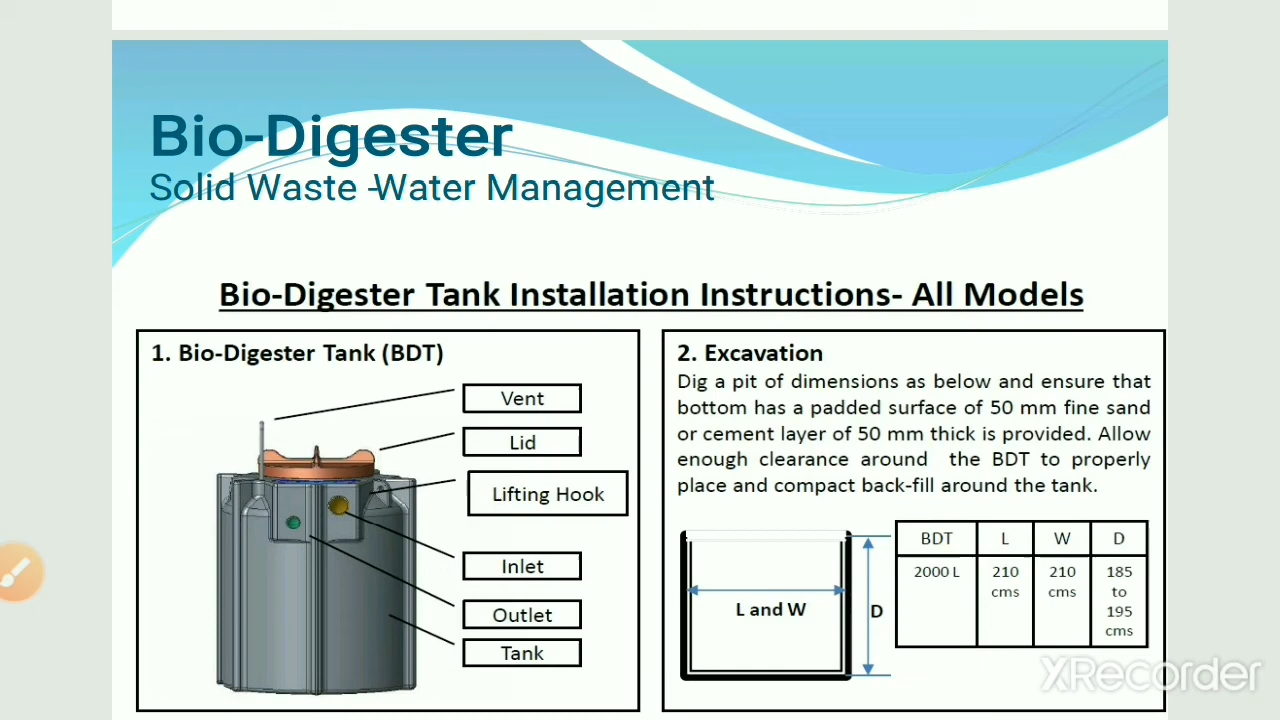 Bio-Digester
Solid Waste -Water Management
Bio-Digester Tank Installation Instructions- All Models
1. Bio-Digester Tank (BDT)
Vent
Lid
Lifting Hook
Inlet
Outlet
Tank
2. Excavation
Dig a pit of dimensions as below and ensure that
bottom has a padded surface of 50 mm fine sand
or cement layer of 50 mm thick is provided. Allow
enough clearance around the BDT to properly
place and compact back-fill around the tank.
L and W
D
BDT L W D
2000 L 210 cms 210 cms 185 to 195 cms
XRecorder